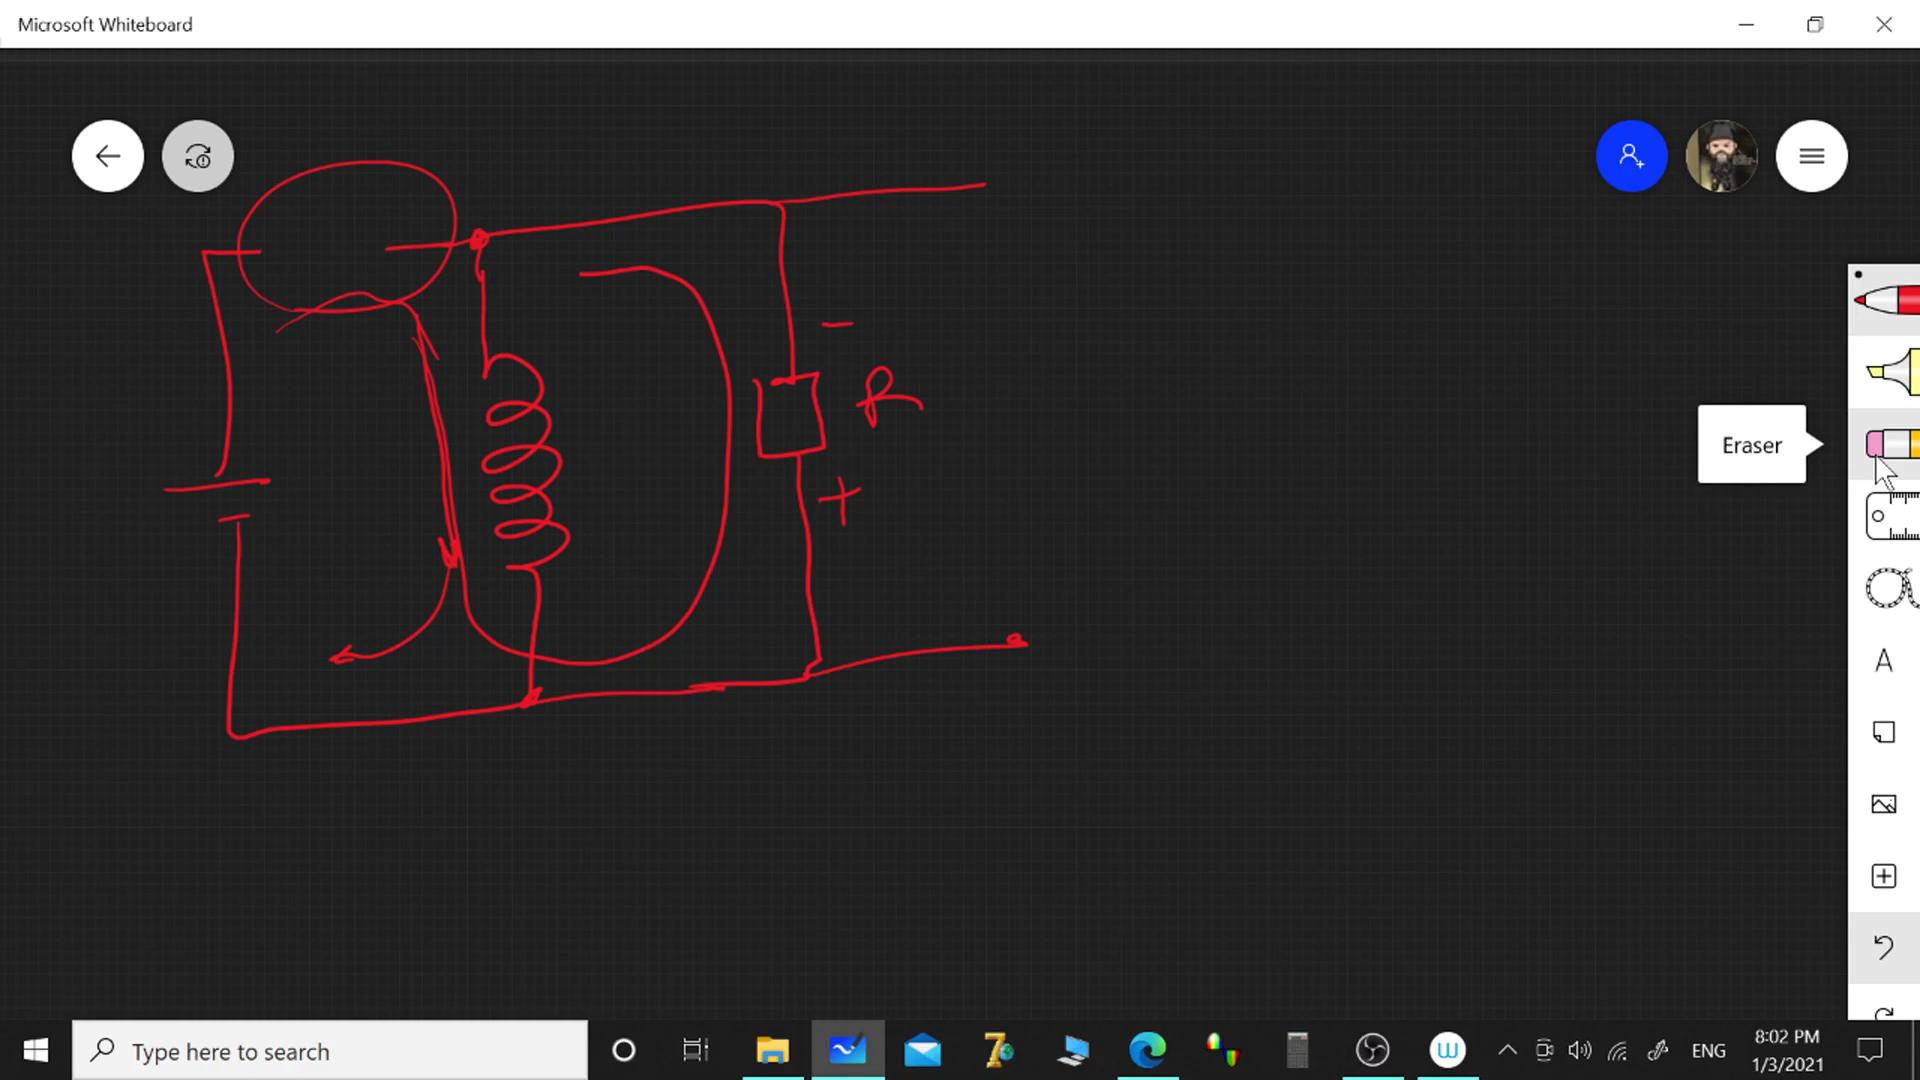 Microsoft Whiteboard
-
R
Eraser
+
A
Type here to search
ENG
8:02 PM
1/3/2021